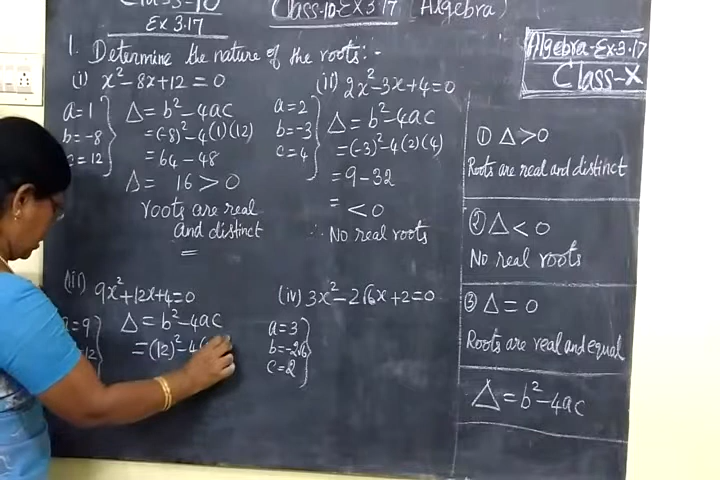 Class-10
Ex 3.17
Class-10-EX 3.17 (Algebra)
Algebra-Ex-3.17
Class-X
1. Determine the nature of the roots:-
(i) x²-8x+12=0
a=1
b=-8
c=12
Δ= b²-4ac
=(-8)²-4(1)(12)
= 64-48
Δ= 16>0
roots are real
and distinct
(ii) 2x²-3x+4=0
a=2
b=-3
c=4
Δ=b²-4ac
=(-3)²-4(2)(4)
= 9-32
= <0
∴ No real roots
(iii) 9x²+12x+4=0
a=9
12
Δ=b²-4ac
=(12)²-4(
(iv) 3x²-2√6x+2=0
a=3
b=-2√6
c=2
① Δ>0
Roots are real and distinct
② Δ<0
No real roots
③ Δ=0
Roots are real and equal
Δ=b²-4ac